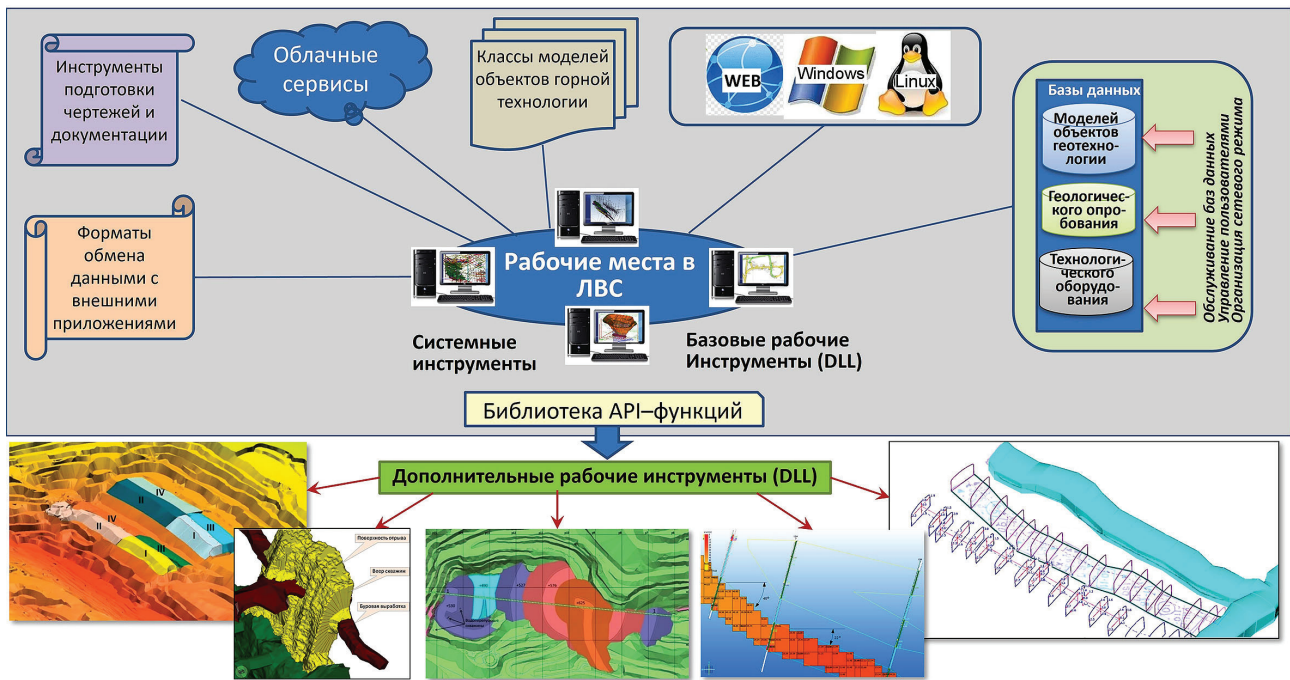 Инструменты
подготовки
чертежей и
документации
Облачные
сервисы
Классы моделей
объектов горной
технологии
WEB
Windows
Linux
Базы данных
Моделей
объектов
геотехно-
логии
Геологичес-
кого опро-
бования
Техноло ги-
ческого
оборудо-
вания
Обслуживание баз данных
Управление пользователями
Организация сетевого режима
Форматы
обмена
данными с
внешними
приложениями
Рабочие места в
ЛВС
Системные
инструменты
Базовые рабочие
Инструменты (DLL)
Библиотека API–функций
Дополнительные рабочие инструменты (DLL)
IV
II
III
I
IV
II
III
I
Поверхность отрыва
Веер скважин
Буровая выработка